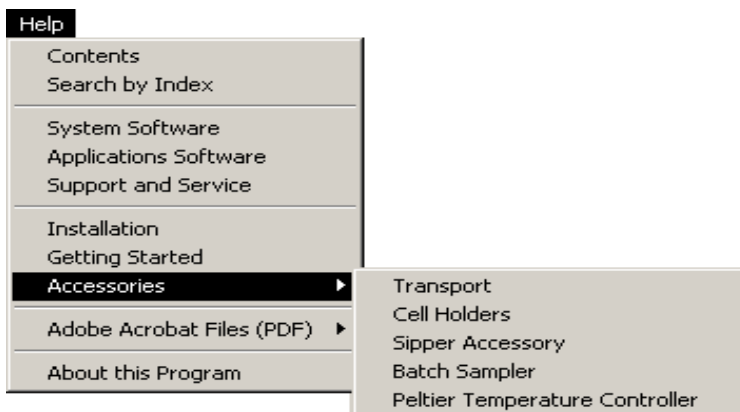 Help
Contents
Search by Index
System Software
Applications Software
Support and Service
Installation
Getting Started
Accessories
Transport
Cell Holders
Sipper Accessory
Batch Sampler
Peltier Temperature Controller
Adobe Acrobat Files (PDF)
About this Program